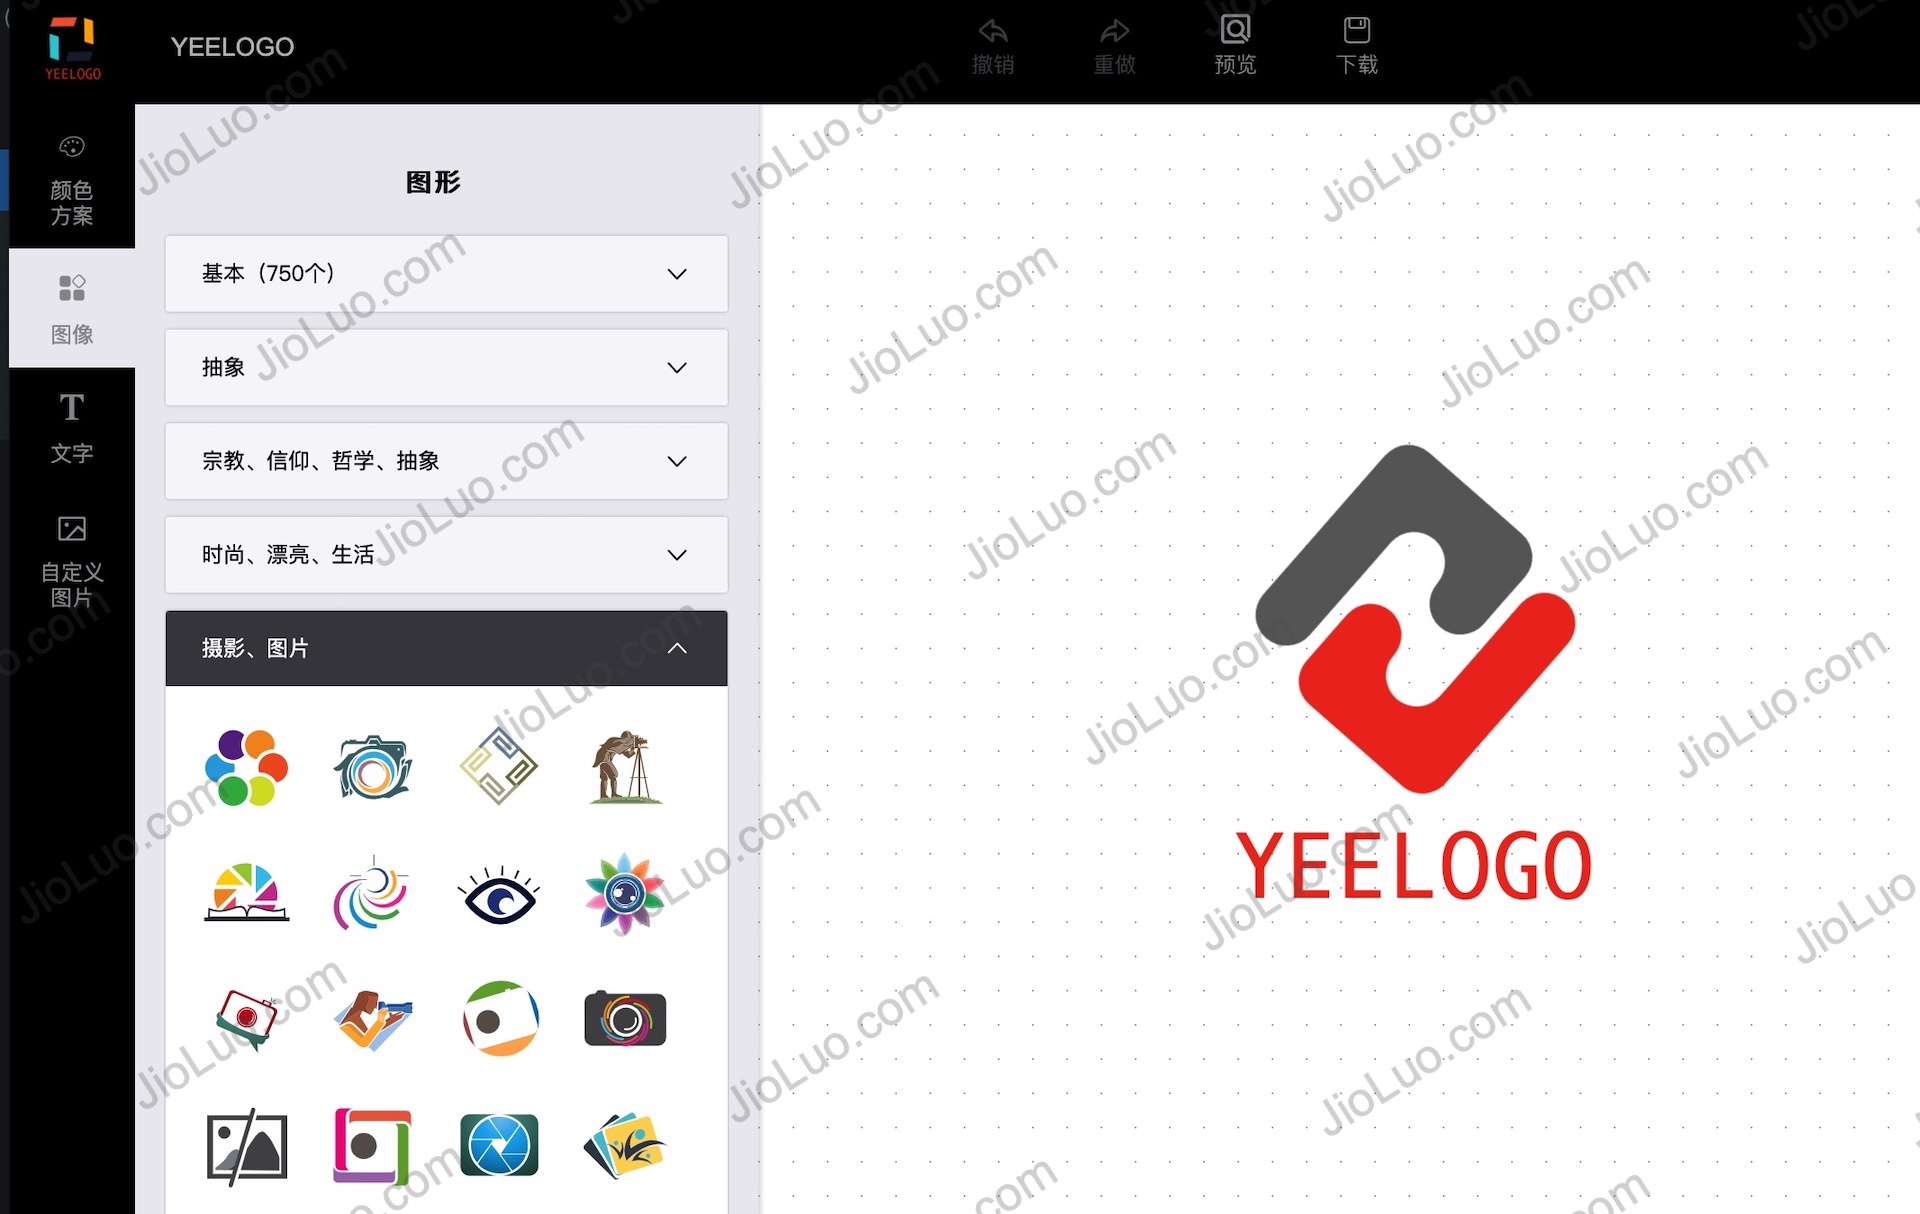 YEELOGO
YEELOGO
撤销
重做
预览
下载
颜色
方案
图像
文字
自定义
图片
图形
基本（750个）
抽象
宗教、信仰、哲学、抽象
时尚、漂亮、生活
摄影、图片
YEELOGO
JioLuo.com